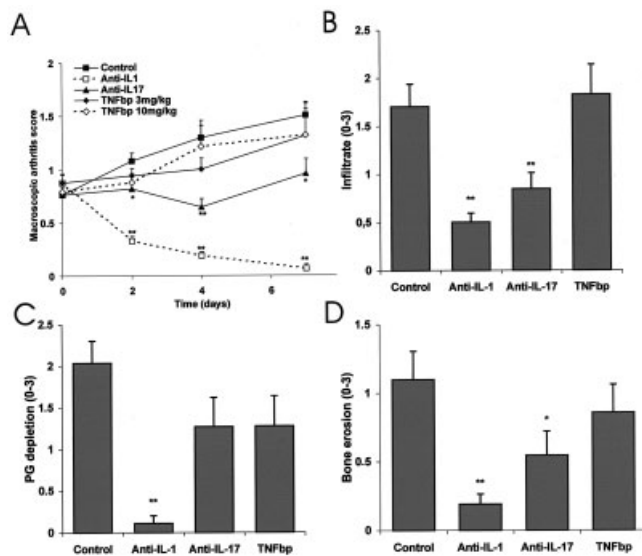 A
Control
Anti-IL1
Anti-IL17
TNFbp 3mg/kg
TNFbp 10mg/kg
Macroscopic arthritis score
2
1.5
1
0.5
0
0 2 4 6
Time (days)
* ** * ** ** **
B
Infiltrate (0-3)
2,5
2
1,5
1
0,5
0
** **
Control Anti-IL-1 Anti-IL-17 TNFbp
C
PG depletion (0-3)
2.5
2
1.5
1
0.5
0
**
Control Anti-IL-1 Anti-IL-17 TNFbp
D
Bone erosion (0-3)
1.5
1
0.5
0
** *
Control Anti-IL-1 Anti-IL-17 TNFbp